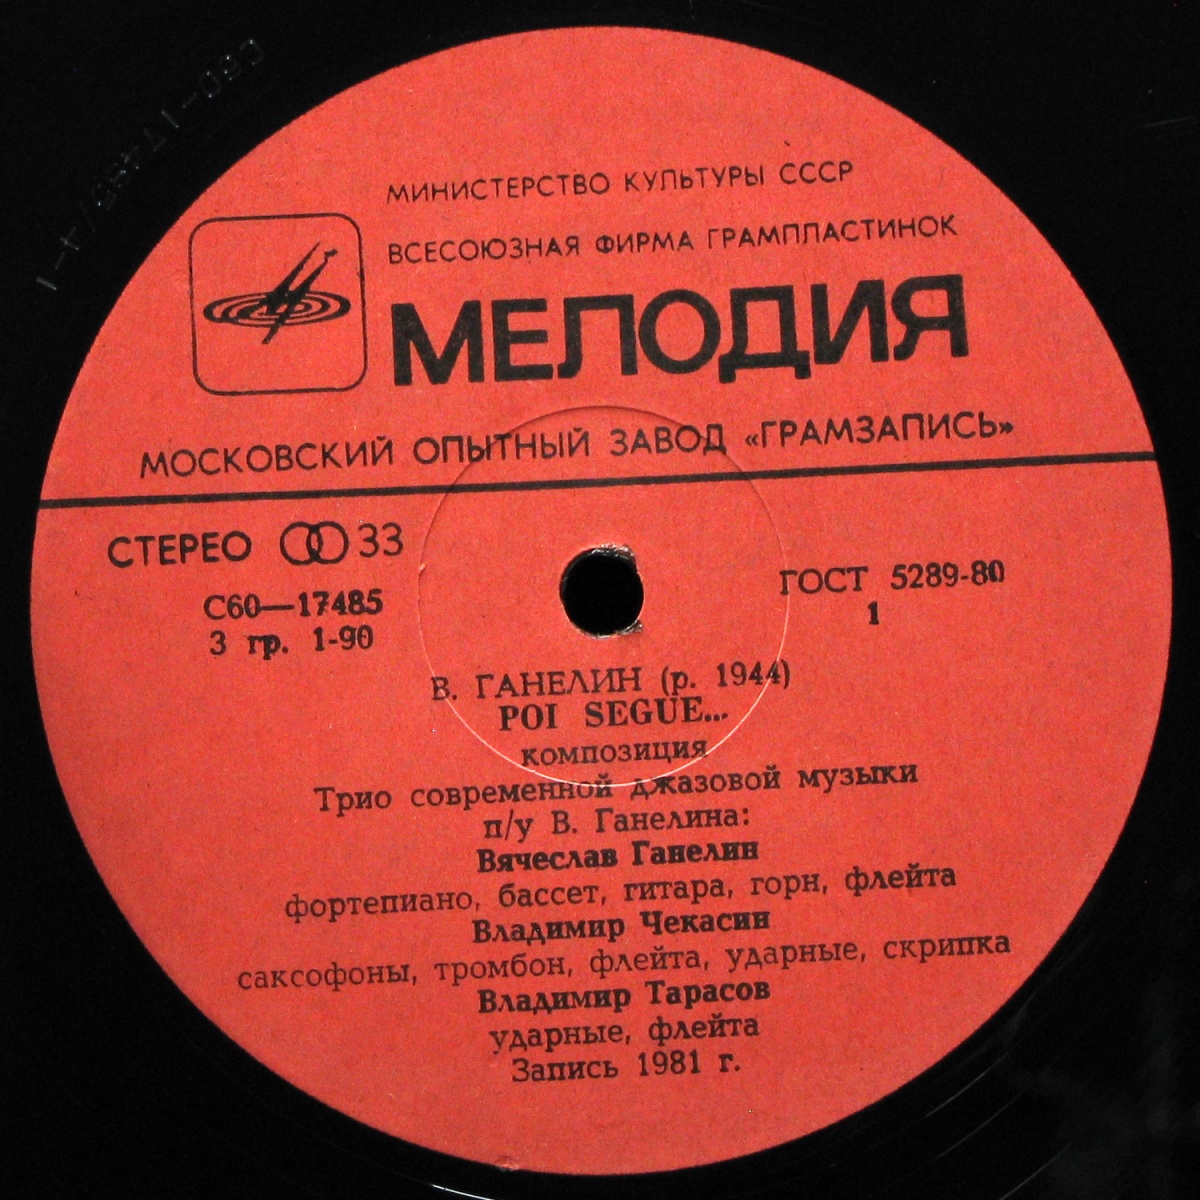 МИНИСТЕРСТВО КУЛЬТУРЫ СССР
ВСЕСОЮЗНАЯ ФИРМА ГРАМПЛАСТИНОК
МЕЛОДИЯ
МОСКОВСКИЙ ОПЫТНЫЙ ЗАВОД «ГРАМЗАПИСЬ»
СТЕРЕО 33
ГОСТ 5289-80
С60—17485
1
3 гр. 1-90
В. ГАНЕЛИН (р. 1944)
POI SEGUE...
композиция
Трио современной джазовой музыки
п/у В. Ганелина:
Вячеслав Ганелин
фортепиано, бассет, гитара, горн, флейта
Владимир Чекасин
саксофоны, тромбон, флейта, ударные, скрипка
Владимир Тарасов
ударные, флейта
Запись 1981 г.